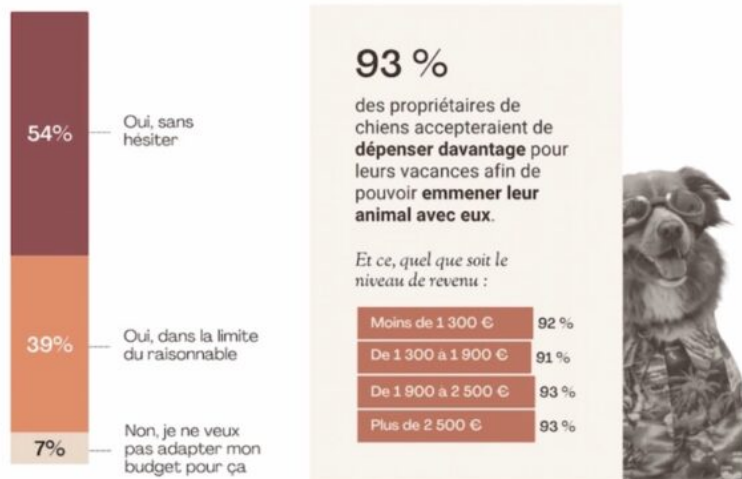 54%
Oui, sans
hésiter
39%
Oui, dans la limite
du raisonnable
7%
Non, je ne veux
pas adapter mon
budget pour ça
93 %
des propriétaires de
chiens accepteraient de
dépenser davantage pour
leurs vacances afin de
pouvoir emmener leur
animal avec eux.
Et ce, quel que soit le
niveau de revenu :
Moins de 1 300 € 92 %
De 1 300 à 1 900 € 91 %
De 1 900 à 2 500 € 93 %
Plus de 2 500 € 93 %